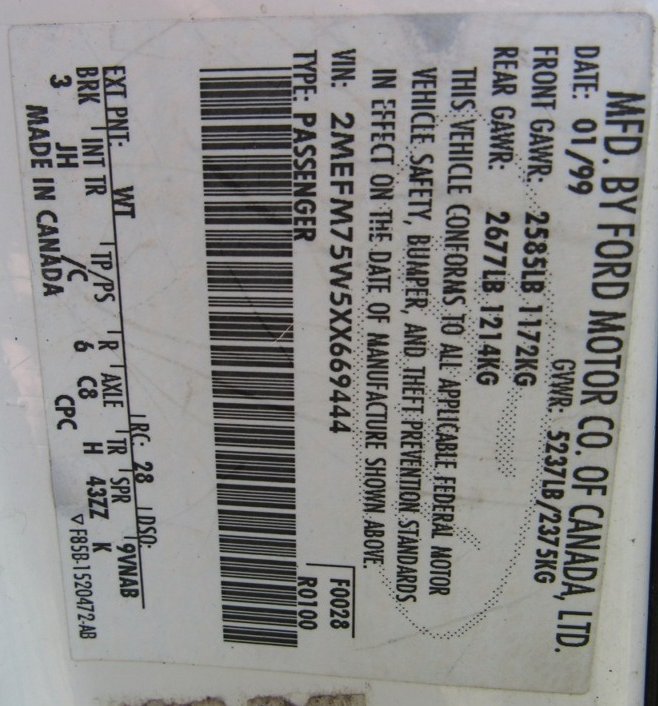 MFD. BY FORD MOTOR CO. OF CANADA, LTD.
DATE: 01/99 GVWR: 5237LB/2375KG
FRONT GAWR: 2585LB 1172KG
REAR GAWR: 2677LB 1214KG
THIS VEHICLE CONFORMS TO ALL APPLICABLE FEDERAL MOTOR
VEHICLE SAFETY, BUMPER, AND THEFT PREVENTION STANDARDS
IN EFFECT ON THE DATE OF MANUFACTURE SHOWN ABOVE.
VIN: 2MEFM75W5XX669444 F0028
TYPE: PASSENGER R0100
EXT PNT: WT RC: 28 DSO: 9VNAB
BRK INT TR TP/PS R AXLE TR SPR
3 JH /C 6 C8 H 43ZZ K
MADE IN CANADA CPC ▽ F85B-1520472-AB